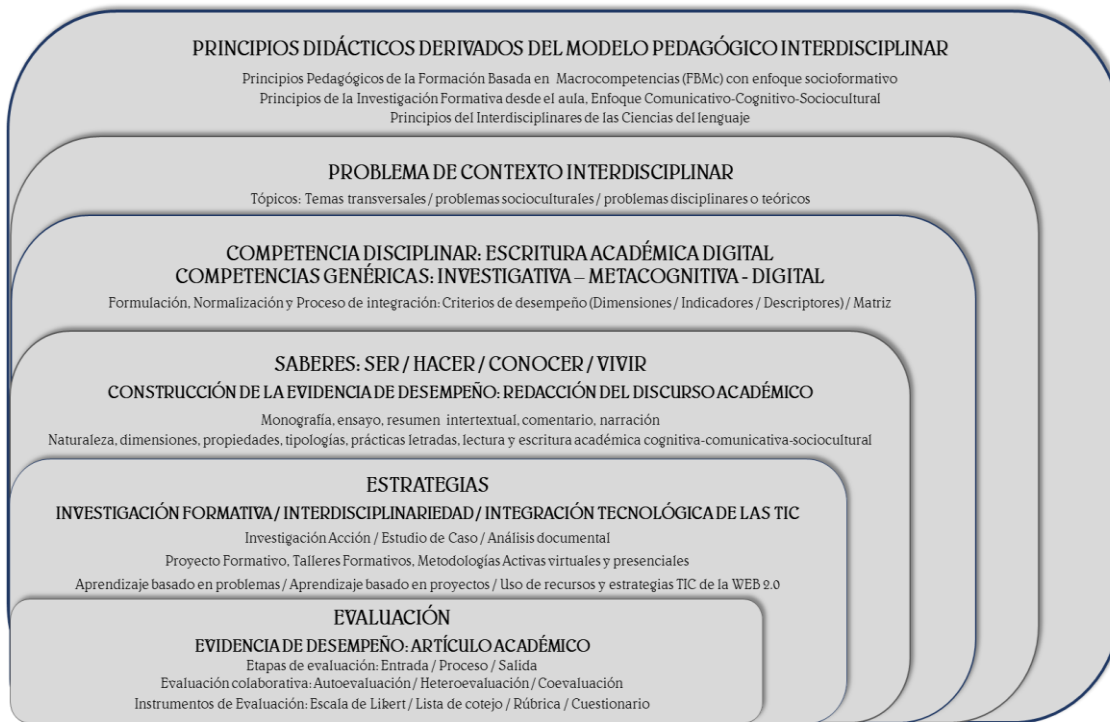 PRINCIPIOS DIDÁCTICOS DERIVADOS DEL MODELO PEDAGÓGICO INTERDISCIPLINAR
Principios Pedagógicos de la Formación Basada en Macrocompetencias (FBMc) con enfoque socioformativo
Principios de la Investigación Formativa desde el aula, Enfoque Comunicativo-Cognitivo-Sociocultural
Principios del Interdisciplinares de las Ciencias del lenguaje
PROBLEMA DE CONTEXTO INTERDISCIPLINAR
Tópicos: Temas transversales / problemas socioculturales / problemas disciplinares o teóricos
COMPETENCIA DISCIPLINAR: ESCRITURA ACADÉMICA DIGITAL
COMPETENCIAS GENÉRICAS: INVESTIGATIVA – METACOGNITIVA - DIGITAL
Formulación, Normalización y Proceso de integración: Criterios de desempeño (Dimensiones / Indicadores / Descriptores) / Matriz
SABERES: SER / HACER / CONOCER / VIVIR
CONSTRUCCIÓN DE LA EVIDENCIA DE DESEMPEÑO: REDACCIÓN DEL DISCURSO ACADÉMICO
Monografía, ensayo, resumen intertextual, comentario, narración
Naturaleza, dimensiones, propiedades, tipologías, prácticas letradas, lectura y escritura académica cognitiva-comunicativa-sociocultural
ESTRATEGIAS
INVESTIGACIÓN FORMATIVA / INTERDISCIPLINARIEDAD / INTEGRACIÓN TECNOLÓGICA DE LAS TIC
Investigación Acción / Estudio de Caso / Análisis documental
Proyecto Formativo, Talleres Formativos, Metodologías Activas virtuales y presenciales
Aprendizaje basado en problemas / Aprendizaje basado en proyectos / Uso de recursos y estrategias TIC de la WEB 2.0
EVALUACIÓN
EVIDENCIA DE DESEMPEÑO: ARTÍCULO ACADÉMICO
Etapas de evaluación: Entrada / Proceso / Salida
Evaluación colaborativa: Autoevaluación / Heteroevaluación / Coevaluación
Instrumentos de Evaluación: Escala de Likert / Lista de cotejo / Rúbrica / Cuestionario